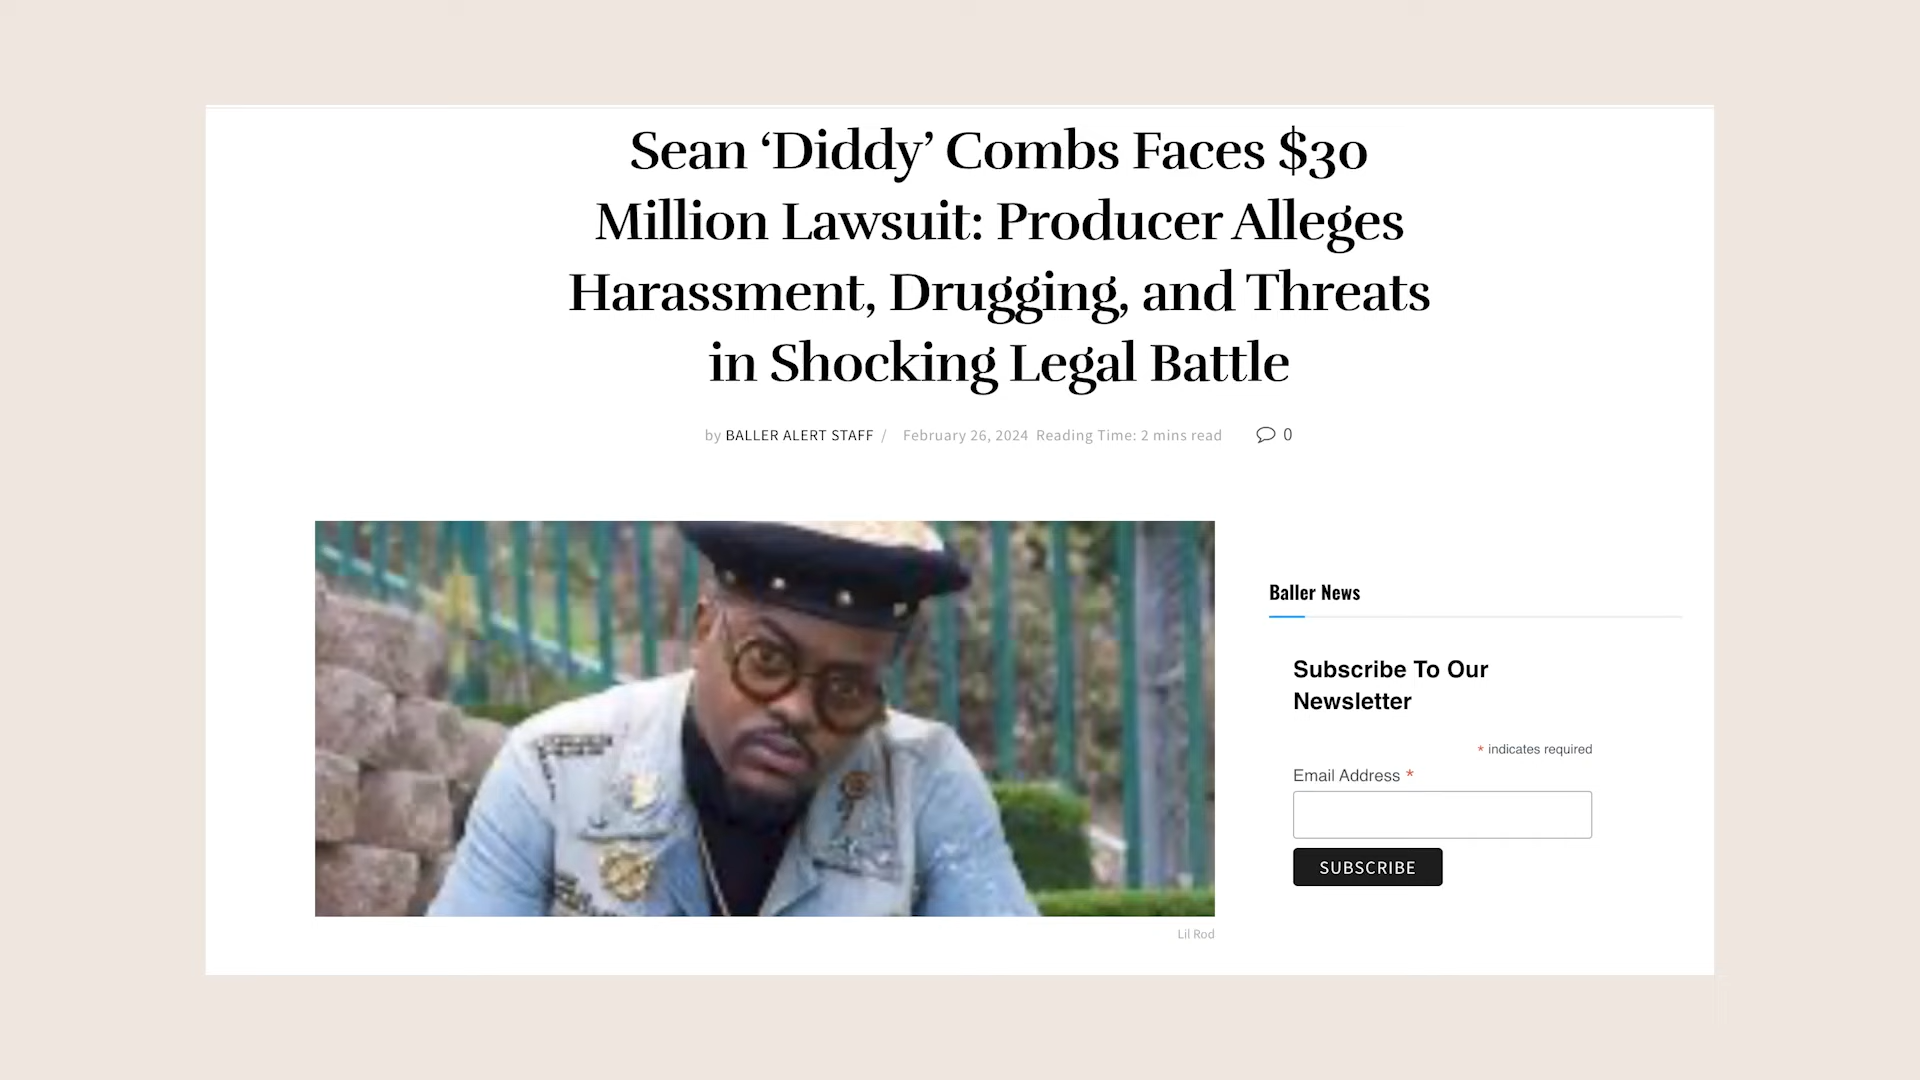 Sean ‘Diddy’ Combs Faces $30
Million Lawsuit: Producer Alleges
Harassment, Drugging, and Threats
in Shocking Legal Battle
by BALLER ALERT STAFF / February 26, 2024 Reading Time: 2 mins read 0
Lil Rod
Baller News
Subscribe To Our
Newsletter
* indicates required
Email Address *
SUBSCRIBE